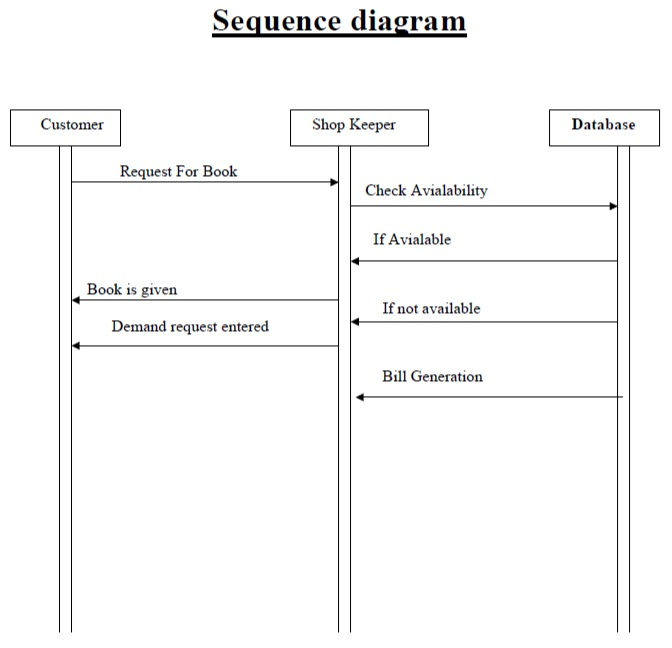 Sequence diagram
Customer
Shop Keeper
Database
Request For Book
Check Avialability
If Avialable
Book is given
If not available
Demand request entered
Bill Generation